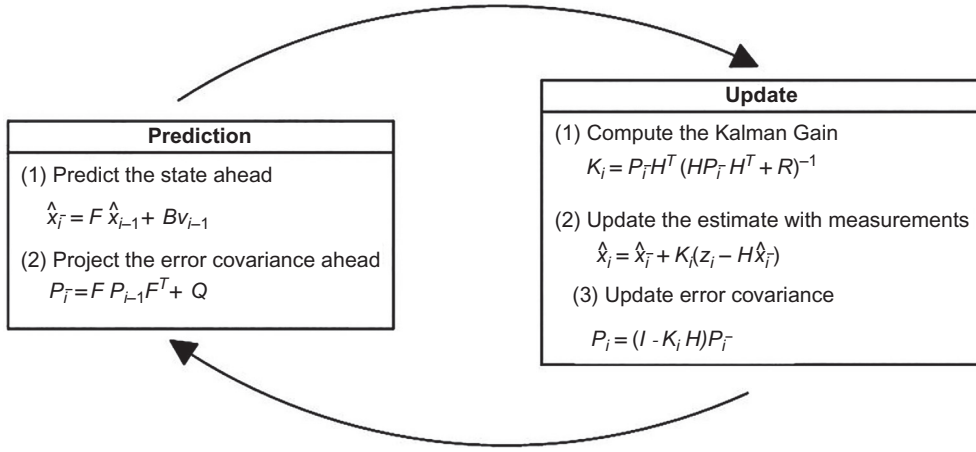 Prediction
(1) Predict the state ahead
x̂ᵢ⁻ = F x̂ᵢ₋₁ + Bvᵢ₋₁
(2) Project the error covariance ahead
Pᵢ⁻ = F Pᵢ₋₁Fᵀ + Q
Update
(1) Compute the Kalman Gain
Kᵢ = Pᵢ⁻Hᵀ (HPᵢ⁻ Hᵀ + R)⁻¹
(2) Update the estimate with measurements
x̂ᵢ = x̂ᵢ⁻ + Kᵢ(zᵢ – Hx̂ᵢ⁻)
(3) Update error covariance
Pᵢ = (I - Kᵢ H)Pᵢ⁻